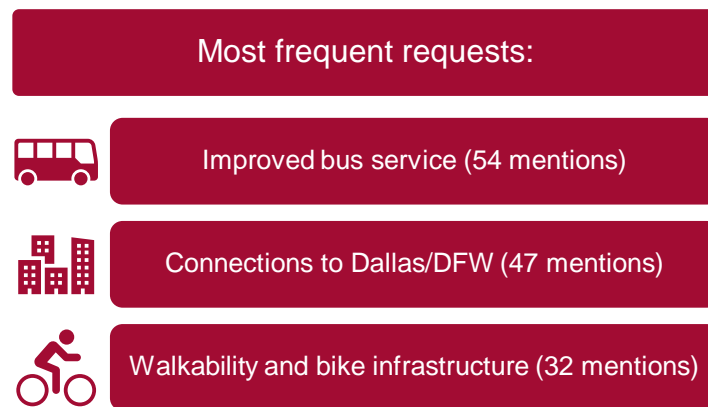 Most frequent requests:
Improved bus service (54 mentions)
Connections to Dallas/DFW (47 mentions)
Walkability and bike infrastructure (32 mentions)